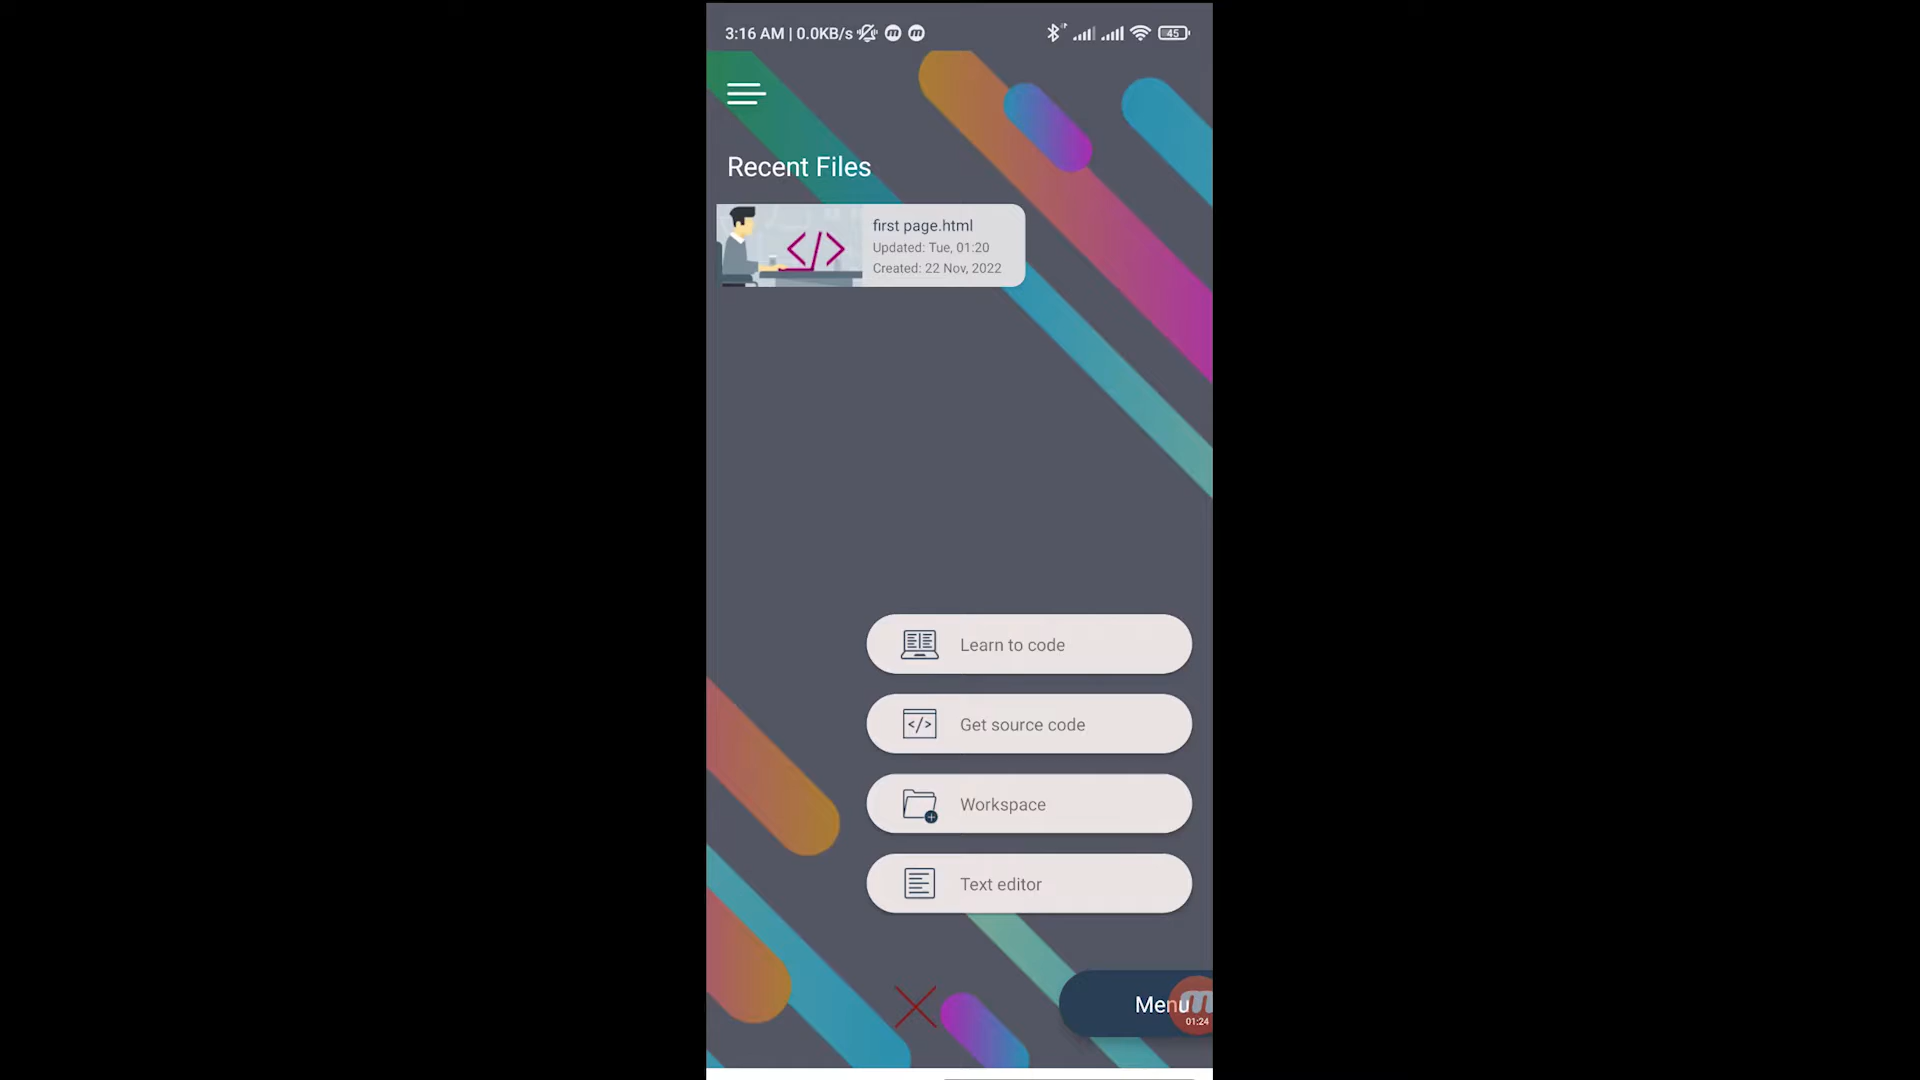 3:16 AM | 0.0KB/s
45
Recent Files
</>
first page.html
Updated: Tue, 01:20
Created: 22 Nov, 2022
Learn to code
</>
Get source code
Workspace
Text editor
Menu
01:24